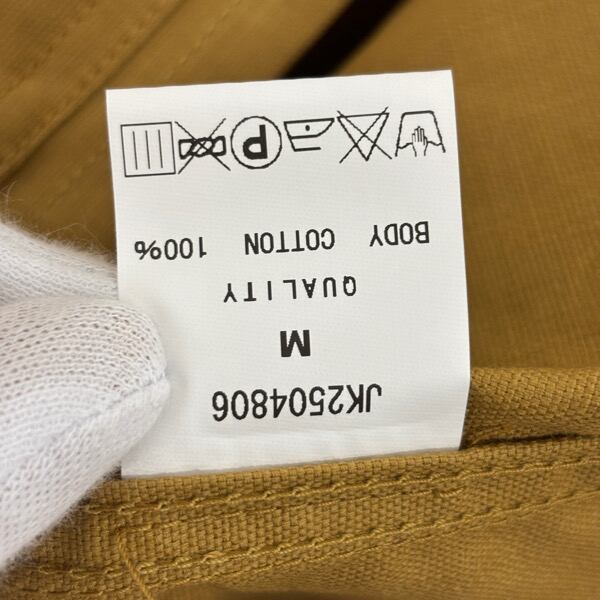 JK2504806
M
QUALITY
BODY COTTON 100%
P